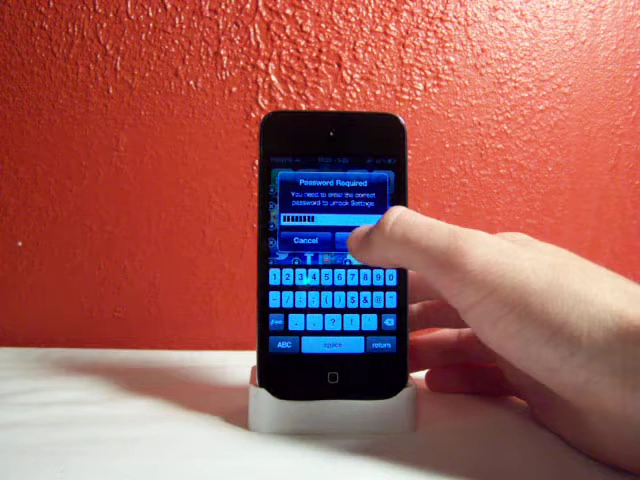 Password Required
You need to enter the correct
password to unlock Settings
Cancel
1 2 3 4 5 6 7 8 9 0
- / : ; ( ) $ & @ "
. , ? ! '
ABC space return